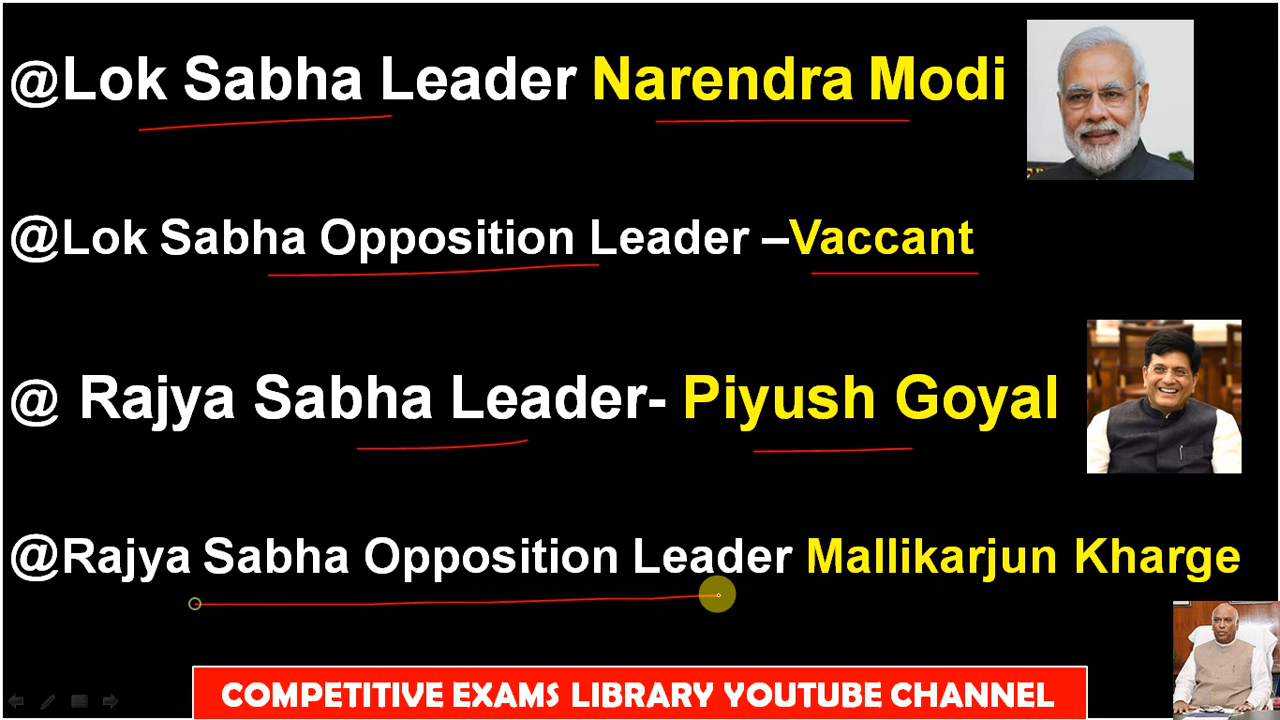 @Lok Sabha Leader Narendra Modi
@Lok Sabha Opposition Leader –Vaccant
@ Rajya Sabha Leader- Piyush Goyal
@Rajya Sabha Opposition Leader Mallikarjun Kharge
COMPETITIVE EXAMS LIBRARY YOUTUBE CHANNEL